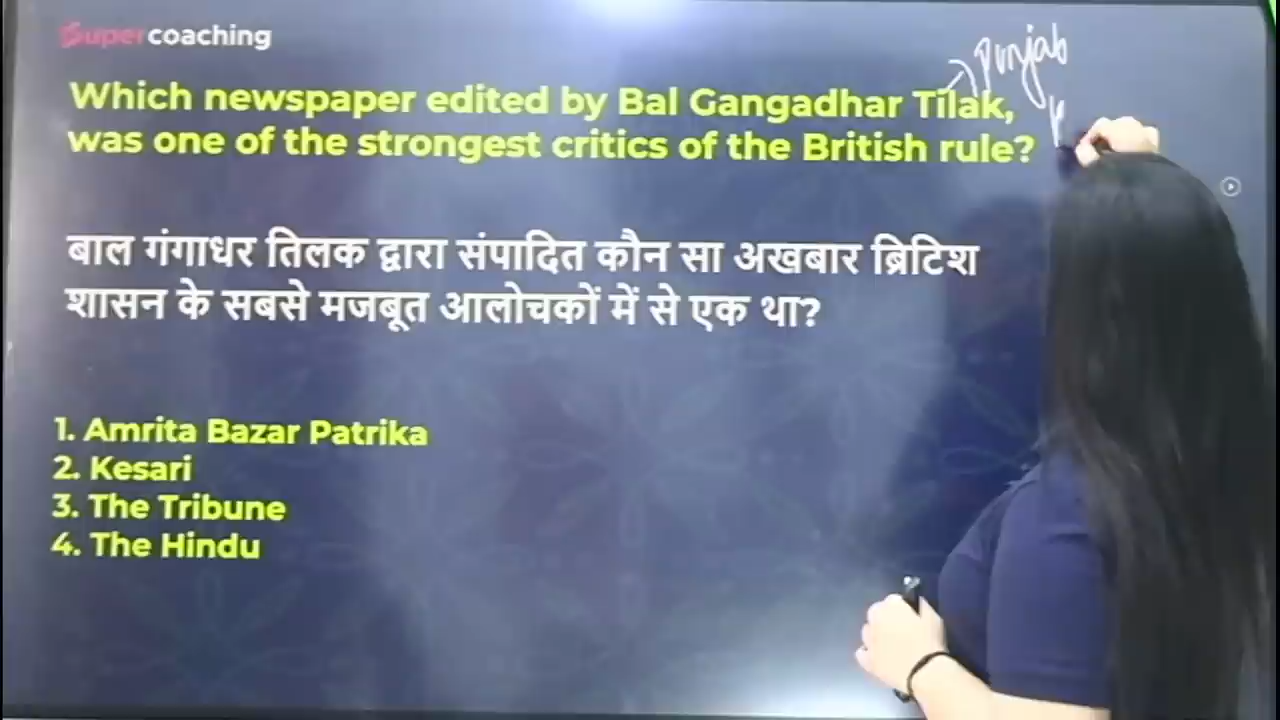 Supercoaching
Punjab
Which newspaper edited by Bal Gangadhar Tilak,
was one of the strongest critics of the British rule?
बाल गंगाधर तिलक द्वारा संपादित कौन सा अखबार ब्रिटिश
शासन के सबसे मजबूत आलोचकों में से एक था?
1. Amrita Bazar Patrika
2. Kesari
3. The Tribune
4. The Hindu